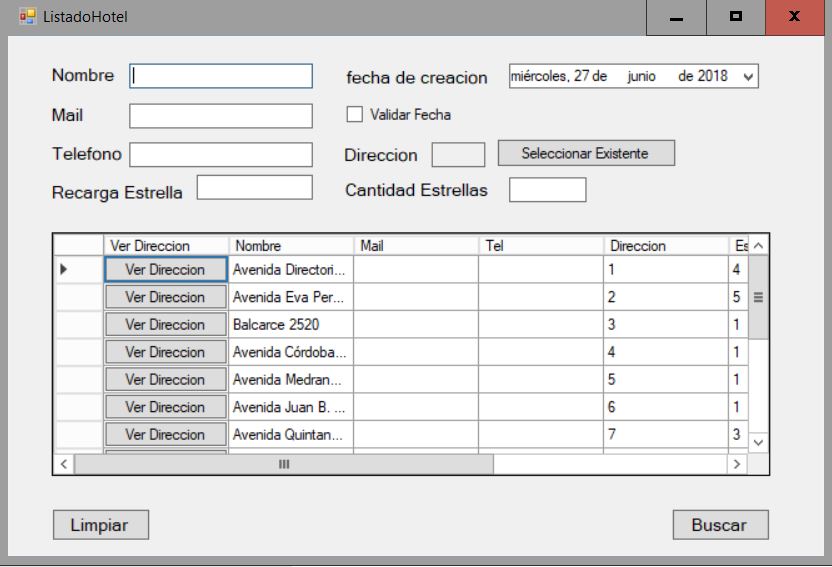 ListadoHotel
Nombre
fecha de creacion miércoles, 27 de junio de 2018
Mail
Validar Fecha
Telefono
Direccion Seleccionar Existente
Recarga Estrella
Cantidad Estrellas
Ver Direccion Nombre Mail Tel Direccion Es
Ver Direccion Avenida Directori... 1 4
Ver Direccion Avenida Eva Per... 2 5
Ver Direccion Balcarce 2520 3 1
Ver Direccion Avenida Córdoba... 4 1
Ver Direccion Avenida Medran... 5 1
Ver Direccion Avenida Juan B. ... 6 1
Ver Direccion Avenida Quintan... 7 3
Limpiar Buscar